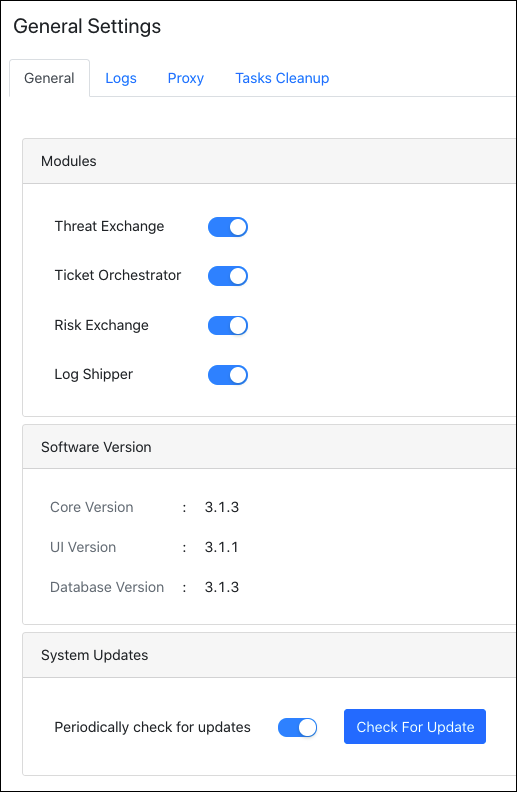 General Settings
General Logs Proxy Tasks Cleanup
Modules
Threat Exchange
Ticket Orchestrator
Risk Exchange
Log Shipper
Software Version
Core Version : 3.1.3
UI Version : 3.1.1
Database Version : 3.1.3
System Updates
Periodically check for updates Check For Update